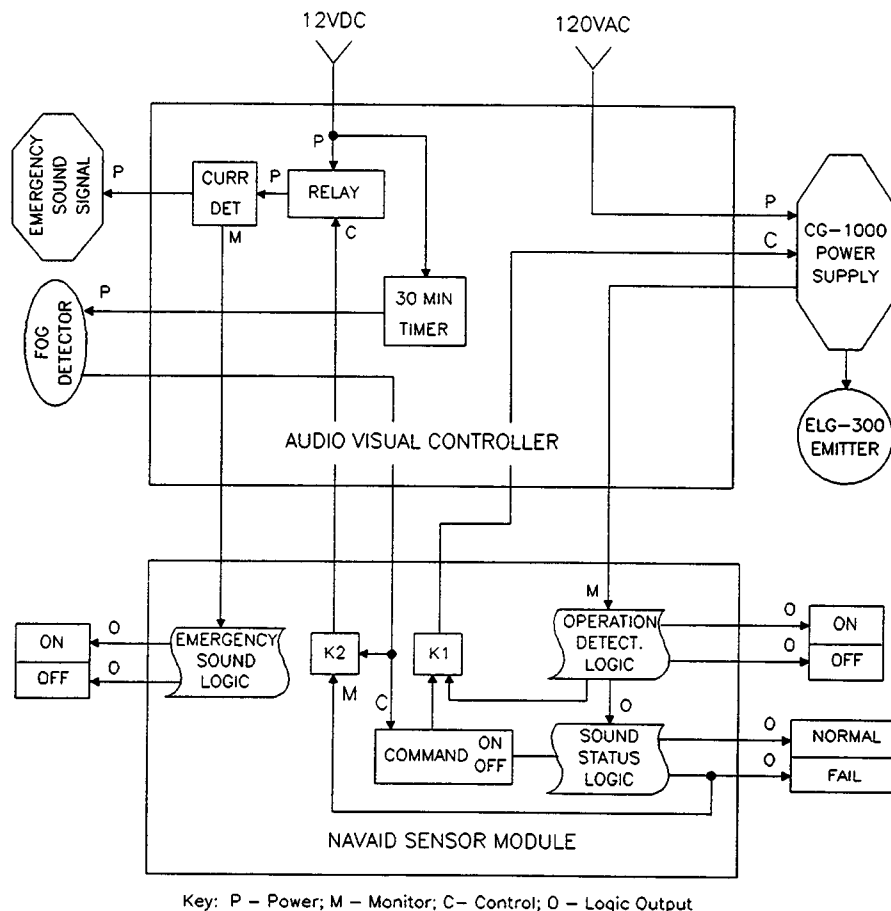 12VDC
120VAC
EMERGENCY
SOUND
SIGNAL
P
CURR
DET
M
P
RELAY
P
C
P
C
CG-1000
POWER
SUPPLY
FOG
DETECTOR
P
30 MIN
TIMER
ELG-300
EMITTER
AUDIO VISUAL CONTROLLER
ON
OFF
O
O
EMERGENCY
SOUND
LOGIC
K2
M
C
K1
M
OPERATION
DETECT.
LOGIC
O
O
O
ON
OFF
COMMAND
ON
OFF
SOUND
STATUS
LOGIC
O
O
NORMAL
FAIL
NAVAID SENSOR MODULE
Key: P – Power; M – Monitor; C– Control; O – Logic Output